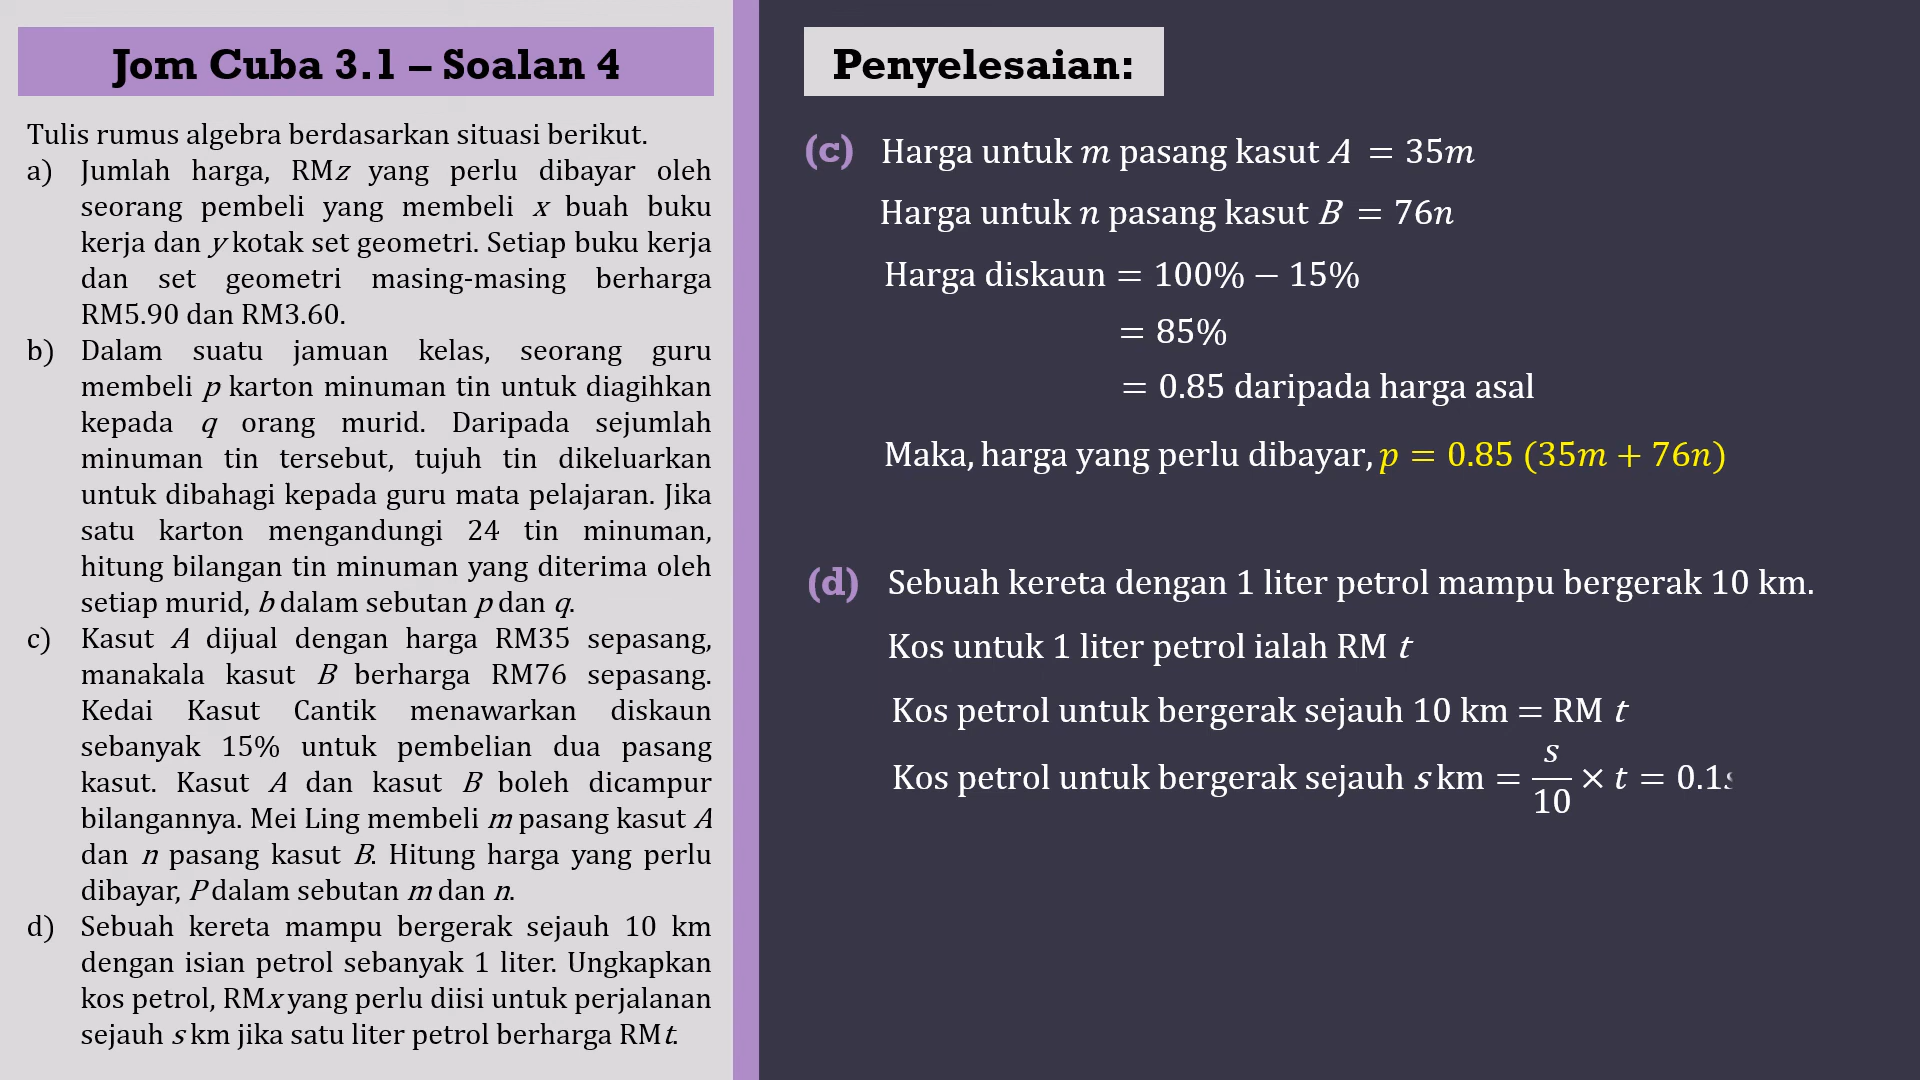 Jom Cuba 3.1 – Soalan 4
Tulis rumus algebra berdasarkan situasi berikut.
a) Jumlah harga, RMz yang perlu dibayar oleh
seorang pembeli yang membeli x buah buku
kerja dan y kotak set geometri. Setiap buku kerja
dan set geometri masing-masing berharga
RM5.90 dan RM3.60.
b) Dalam suatu jamuan kelas, seorang guru
membeli p karton minuman tin untuk diagihkan
kepada q orang murid. Daripada sejumlah
minuman tin tersebut, tujuh tin dikeluarkan
untuk dibahagi kepada guru mata pelajaran. Jika
satu karton mengandungi 24 tin minuman,
hitung bilangan tin minuman yang diterima oleh
setiap murid, b dalam sebutan p dan q.
c) Kasut A dijual dengan harga RM35 sepasang,
manakala kasut B berharga RM76 sepasang.
Kedai Kasut Cantik menawarkan diskaun
sebanyak 15% untuk pembelian dua pasang
kasut. Kasut A dan kasut B boleh dicampur
bilangannya. Mei Ling membeli m pasang kasut A
dan n pasang kasut B. Hitung harga yang perlu
dibayar, P dalam sebutan m dan n.
d) Sebuah kereta mampu bergerak sejauh 10 km
dengan isian petrol sebanyak 1 liter. Ungkapkan
kos petrol, RMx yang perlu diisi untuk perjalanan
sejauh s km jika satu liter petrol berharga RMt.
Penyelesaian:
(c) Harga untuk m pasang kasut A = 35m
Harga untuk n pasang kasut B = 76n
Harga diskaun = 100% − 15%
= 85%
= 0.85 daripada harga asal
Maka, harga yang perlu dibayar, p = 0.85 (35m + 76n)
(d) Sebuah kereta dengan 1 liter petrol mampu bergerak 10 km.
Kos untuk 1 liter petrol ialah RM t
Kos petrol untuk bergerak sejauh 10 km = RM t
Kos petrol untuk bergerak sejauh s km = s/10 × t = 0.1